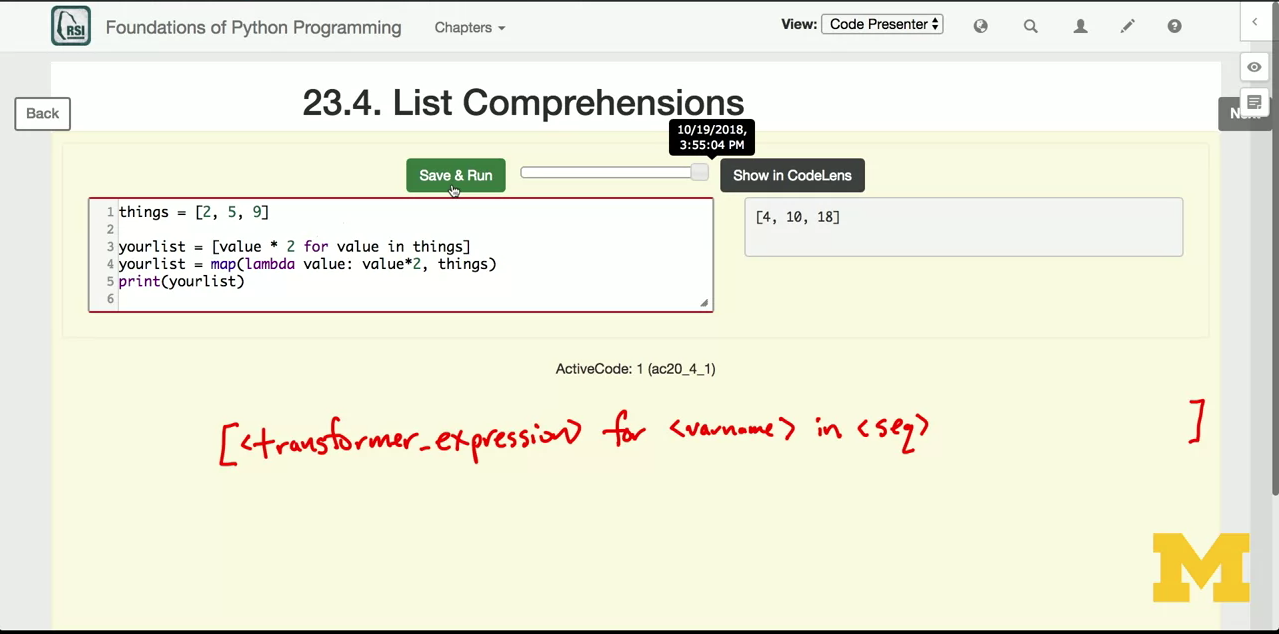 RSI Foundations of Python Programming Chapters View: Code Presenter
Back
23.4. List Comprehensions
10/19/2018,
3:55:04 PM
Save & Run Show in CodeLens
1 things = [2, 5, 9]
2
3 yourlist = [value * 2 for value in things]
4 yourlist = map(lambda value: value*2, things)
5 print(yourlist)
6
[4, 10, 18]
ActiveCode: 1 (ac20_4_1)
[<transformer_expression> for <varname> in <seq> ]
M